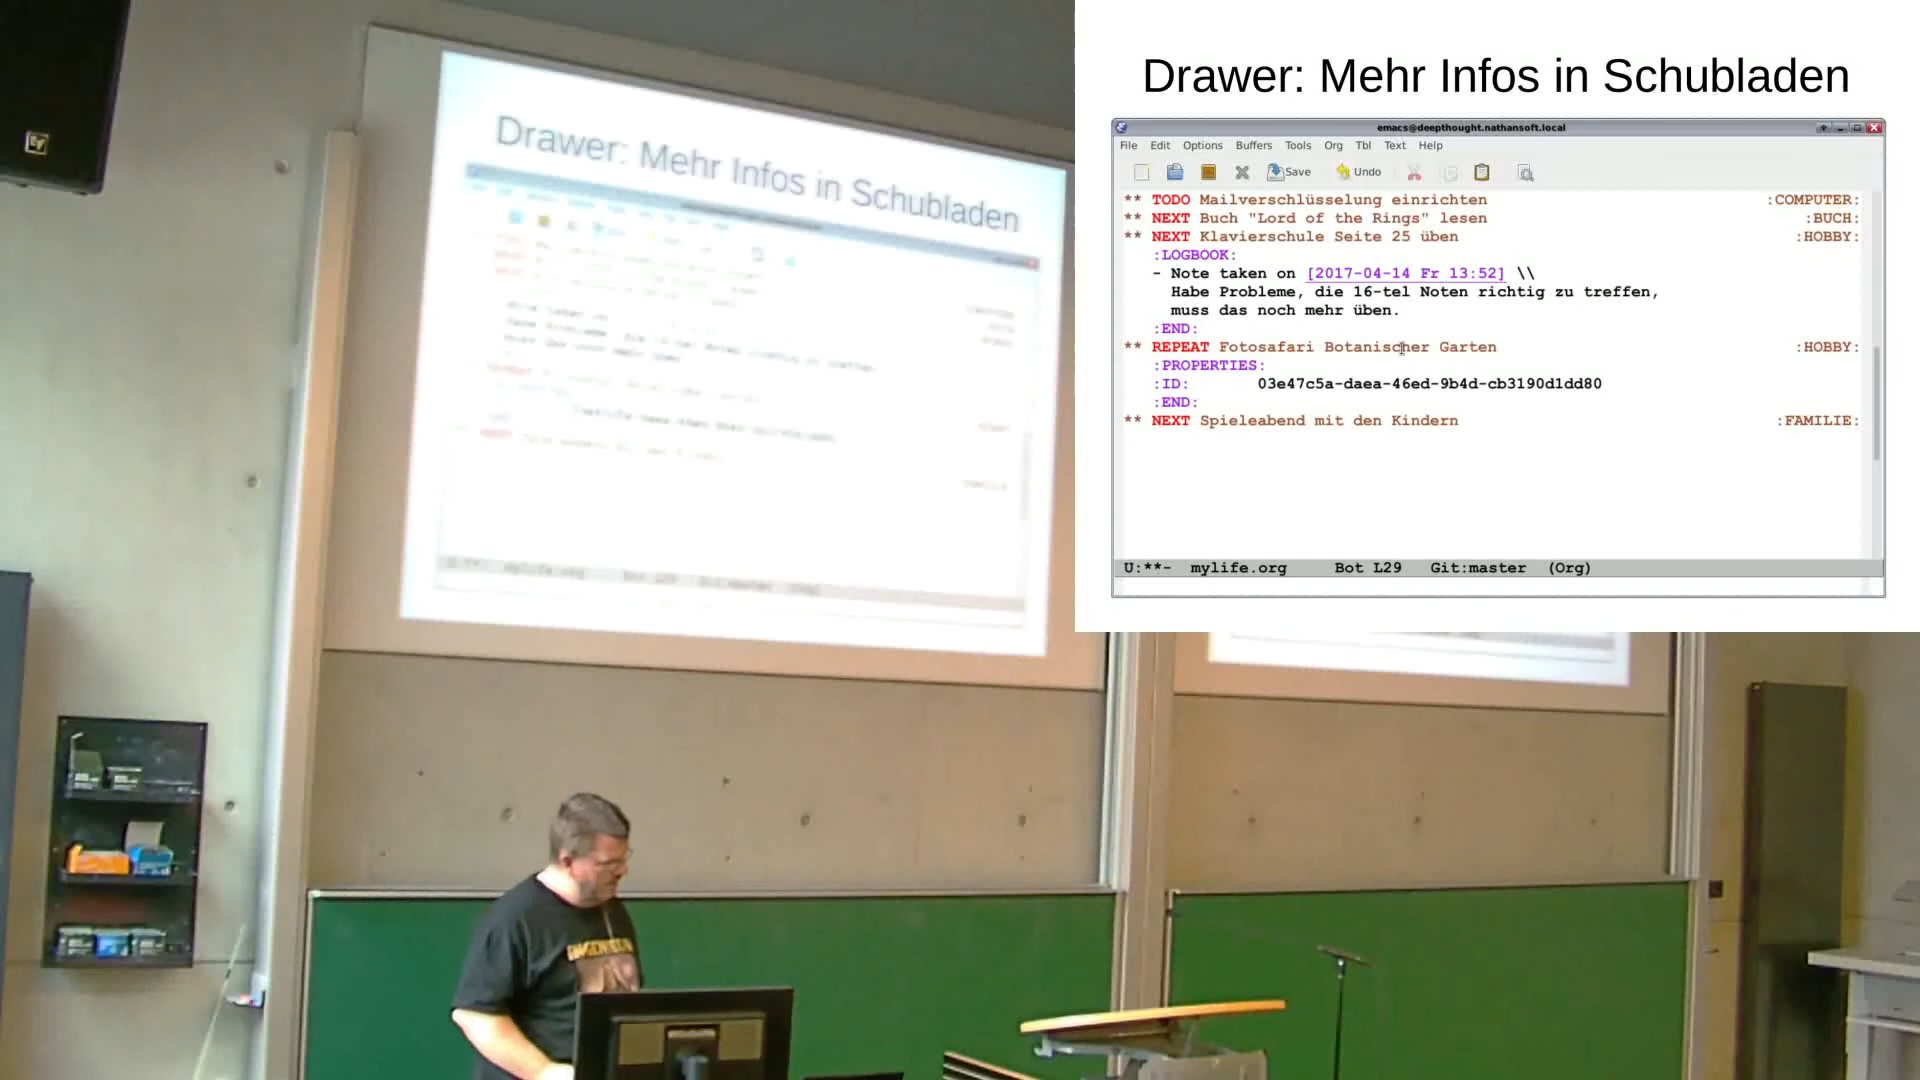 Drawer: Mehr Infos in Schubladen
Drawer: Mehr Infos in Schubladen
emacs@deepthought.nathansoft.local
File Edit Options Buffers Tools Org Tbl Text Help
Save Undo
** TODO Mailverschlüsselung einrichten :COMPUTER:
** NEXT Buch "Lord of the Rings" lesen :BUCH:
** NEXT Klavierschule Seite 25 üben :HOBBY:
:LOGBOOK:
- Note taken on [2017-04-14 Fr 13:52] \\
Habe Probleme, die 16-tel Noten richtig zu treffen,
muss das noch mehr üben.
:END:
** REPEAT Fotosafari Botanischer Garten :HOBBY:
:PROPERTIES:
:ID: 03e47c5a-daea-46ed-9b4d-cb3190d1dd80
:END:
** NEXT Spieleabend mit den Kindern :FAMILIE:
U:**- mylife.org Bot L29 Git:master (Org)
EV